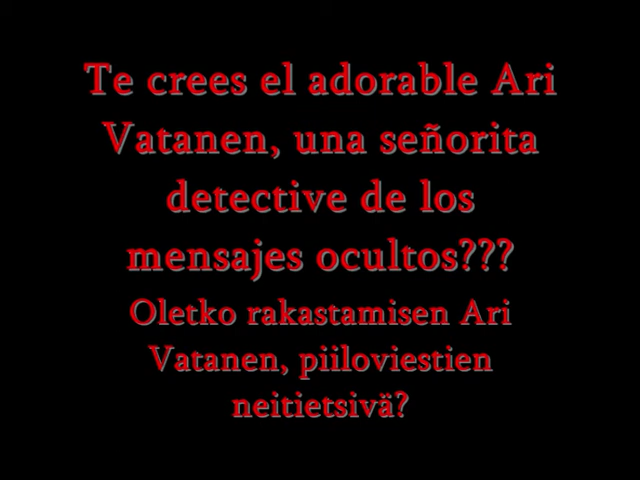 Te crees el adorable Ari
Vatanen, una señorita
detective de los
mensajes ocultos???
Oletko rakastamisen Ari
Vatanen, piiloviestien
neitietsivä?